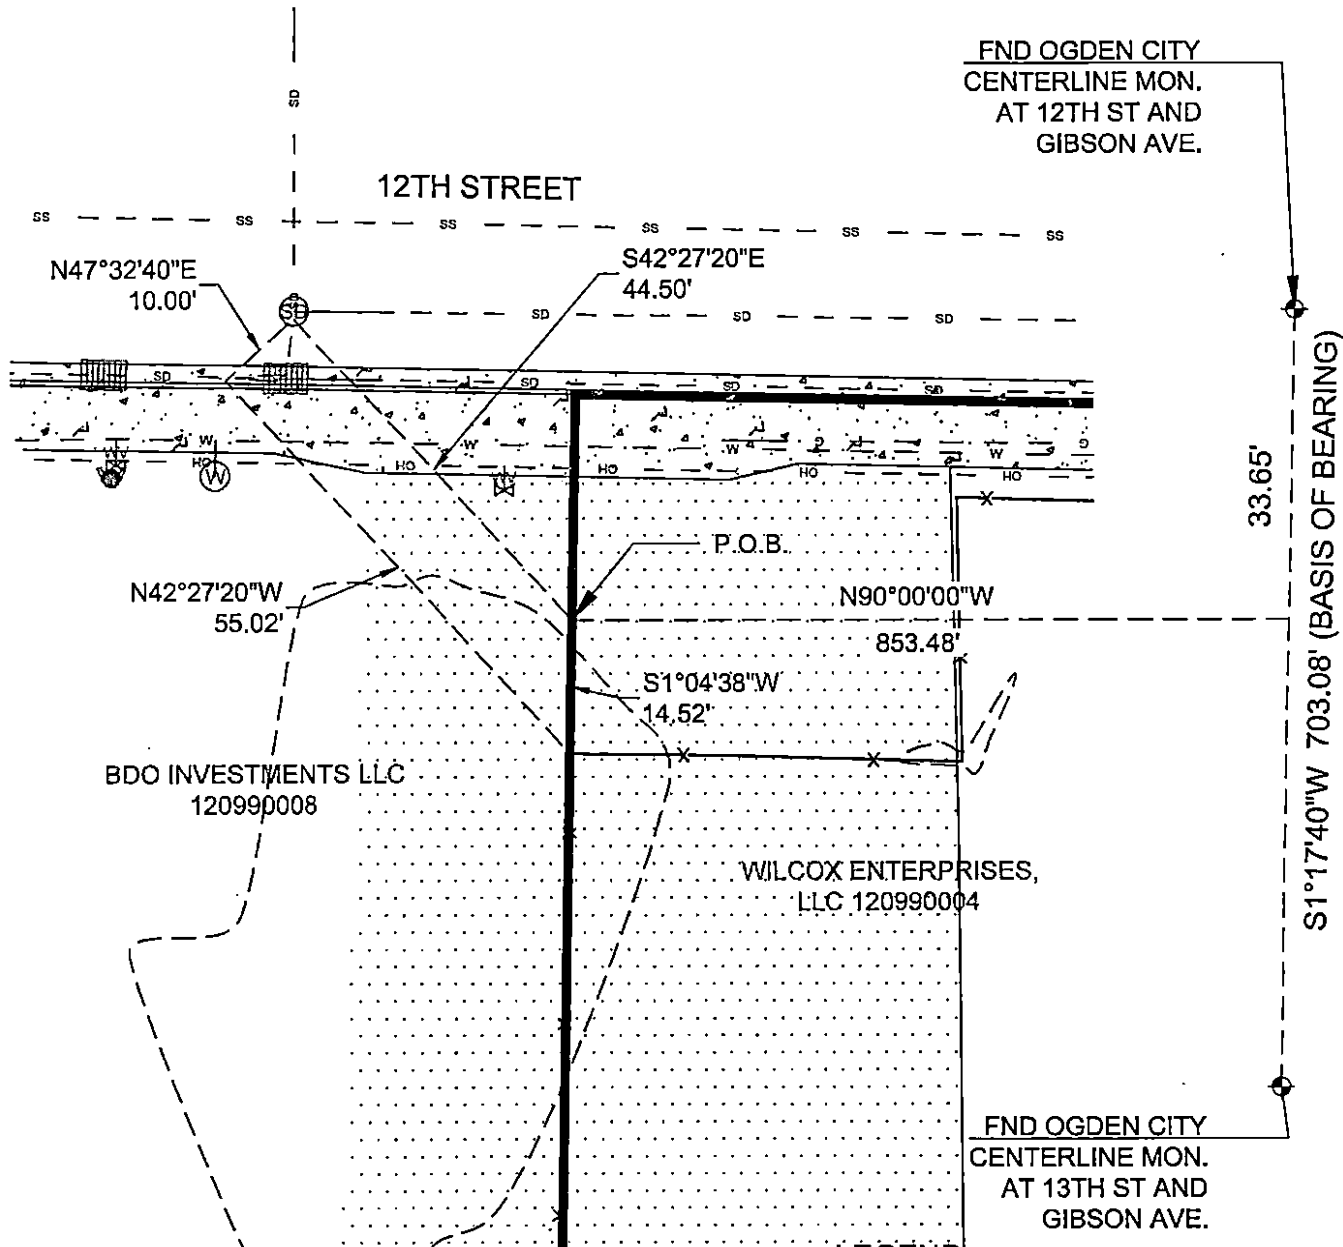 FND OGDEN CITY
CENTERLINE MON.
AT 12TH ST AND
GIBSON AVE.
SD
12TH STREET
SS SS SS SS SS SS
N47°32'40"E
10.00'
S42°27'20"E
44.50'
SD
SD SD SD
SD SD SD SD
W W W W G G
HO HO HO HO HO
W
33.65'
S1°17'40"W 703.08' (BASIS OF BEARING)
P.O.B.
N42°27'20"W
55.02'
N90°00'00"W
853.48'
S1°04'38"W
14.52'
BDO INVESTMENTS LLC
120990008
WILCOX ENTERPRISES,
LLC 120990004
FND OGDEN CITY
CENTERLINE MON.
AT 13TH ST AND
GIBSON AVE.